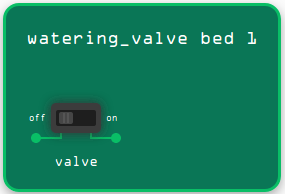 watering_valve bed 1
off on
valve